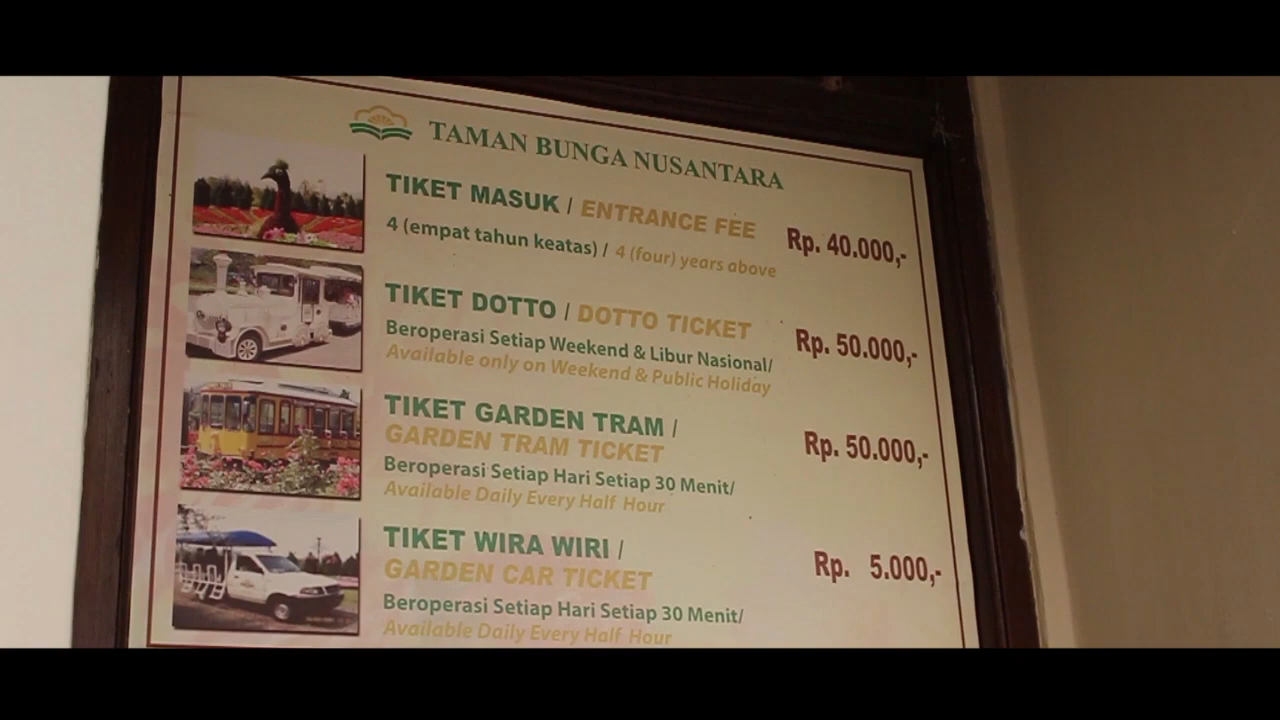 TAMAN BUNGA NUSANTARA
TIKET MASUK / ENTRANCE FEE
4 (empat tahun keatas) / 4 (four) years above
Rp. 40.000,-
TIKET DOTTO / DOTTO TICKET
Beroperasi Setiap Weekend & Libur Nasional/
Available only on Weekend & Public Holiday
Rp. 50.000,-
TIKET GARDEN TRAM /
GARDEN TRAM TICKET
Beroperasi Setiap Hari Setiap 30 Menit/
Available Daily Every Half Hour
Rp. 50.000,-
TIKET WIRA WIRI /
GARDEN CAR TICKET
Beroperasi Setiap Hari Setiap 30 Menit/
Available Daily Every Half Hour
Rp. 5.000,-